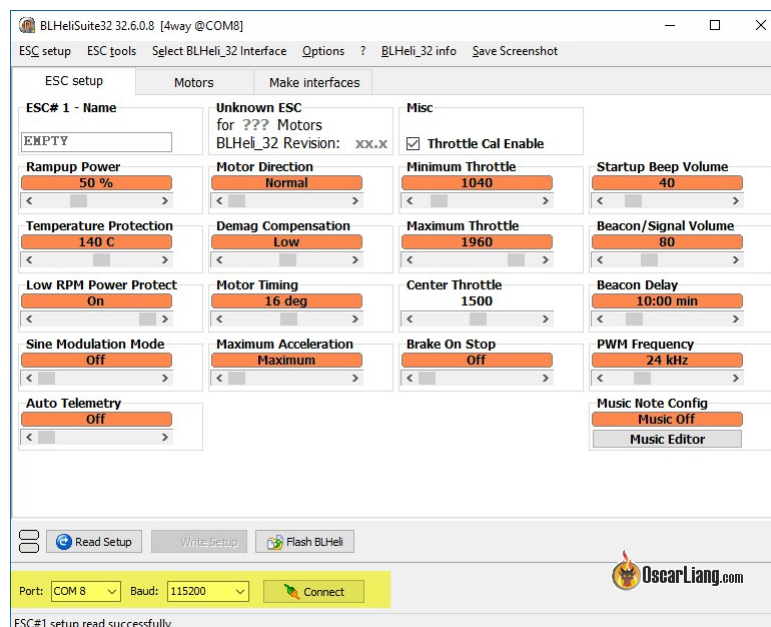 BLHeliSuite32 32.6.0.8 [4way @COM8]
ESC setup ESC tools Select BLHeli_32 Interface Options ? BLHeli_32 info Save Screenshot
ESC setup Motors Make interfaces
ESC# 1 - Name
EMPTY
Unknown ESC
for ??? Motors
BLHeli_32 Revision: xx.x
Misc
Throttle Cal Enable
Rampup Power
50 %
Motor Direction
Normal
Minimum Throttle
1040
Startup Beep Volume
40
Temperature Protection
140 C
Demag Compensation
Low
Maximum Throttle
1960
Beacon/Signal Volume
80
Low RPM Power Protect
On
Motor Timing
16 deg
Center Throttle
1500
Beacon Delay
10:00 min
Sine Modulation Mode
Off
Maximum Acceleration
Maximum
Brake On Stop
Off
PWM Frequency
24 kHz
Auto Telemetry
Off
Music Note Config
Music Off
Music Editor
Read Setup Write Setup Flash BLHeli
OscarLiang.com
Port: COM 8 Baud: 115200 Connect
ESC#1 setup read successfully